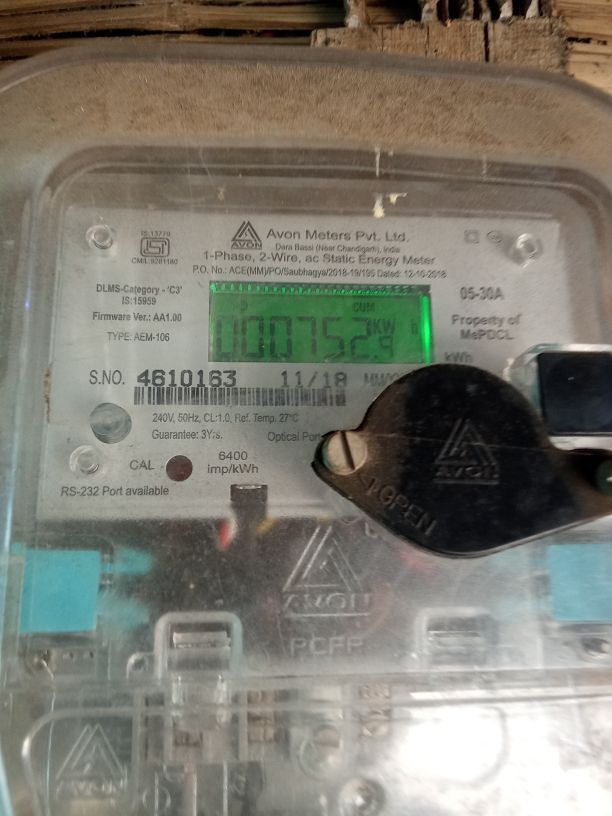 IS:13779
ISI
CM/L:9281180
AVON
Avon Meters Pvt. Ltd.
Dera Bassi (Near Chandigarh), India
1-Phase, 2-Wire, ac Static Energy Meter
P.O. No.: ACE(MM)/PO/Saubhagya/2018-19/195 Dated: 12-10-2018
DLMS-Category - 'C3'
IS:15959
Firmware Ver.: AA1.00
TYPE: AEM-106
CUM
000752.9 KW
05-30A
Property of
MePDCL
kWh
S.NO. 4610163 11/18
240V, 50Hz, CL:1.0, Ref. Temp. 27°C
Guarantee: 3Yrs. Optical Port
CAL
6400
imp/kWh
RS-232 Port available
AVON
OPEN
AVON
PCFP